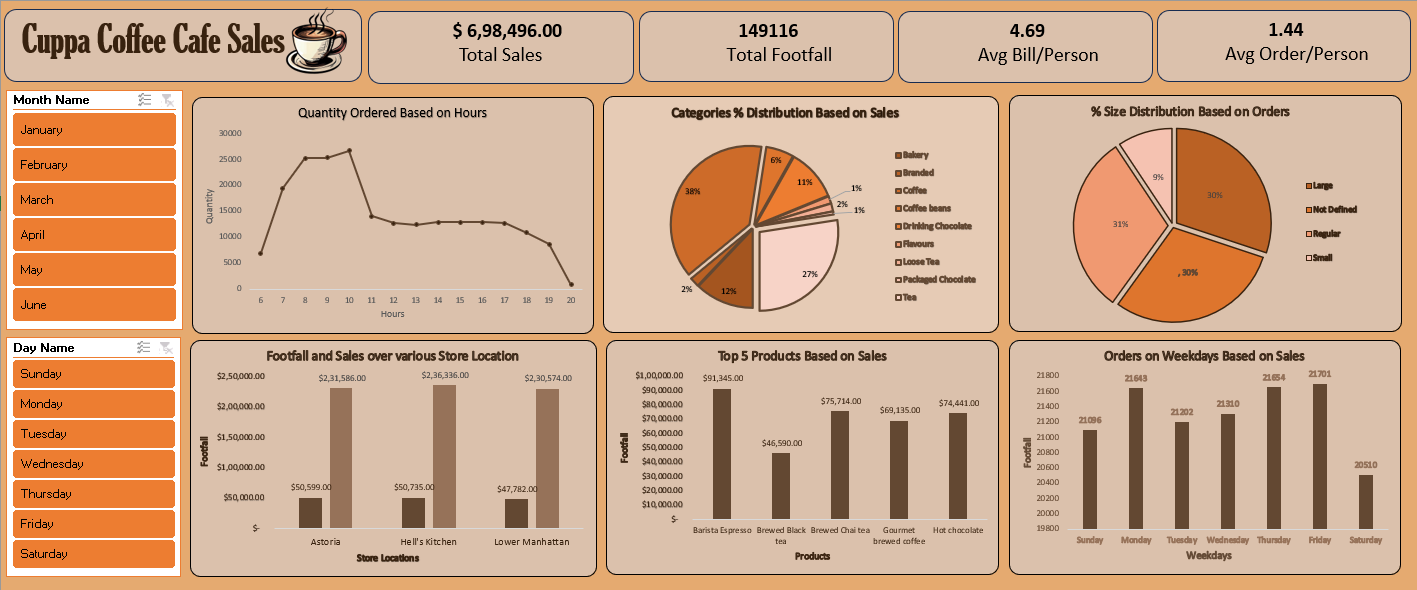 Cuppa Coffee Cafe Sales
$ 6,98,496.00
Total Sales
149116
Total Footfall
4.69
Avg Bill/Person
1.44
Avg Order/Person
Month Name
January
February
March
April
May
June
Day Name
Sunday
Monday
Tuesday
Wednesday
Thursday
Friday
Saturday
Quantity Ordered Based on Hours
Quantity
30000
25000
20000
15000
10000
5000
0
6 7 8 9 10 11 12 13 14 15 16 17 18 19 20
Hours
Categories % Distribution Based on Sales
6%
11%
1%
2%
1%
27%
12%
2%
38%
Bakery
Branded
Coffee
Coffee beans
Drinking Chocolate
Flavours
Loose Tea
Packaged Chocolate
Tea
% Size Distribution Based on Orders
30%
, 30%
31%
9%
Large
Not Defined
Regular
Small
Footfall and Sales over various Store Location
Footfall
$2,50,000.00
$2,00,000.00
$1,50,000.00
$1,00,000.00
$50,000.00
$-
$50,599.00
$2,31,586.00
$50,735.00
$2,36,336.00
$47,782.00
$2,30,574.00
Astoria
Hell's Kitchen
Lower Manhattan
Store Locations
Top 5 Products Based on Sales
Footfall
$1,00,000.00
$90,000.00
$80,000.00
$70,000.00
$60,000.00
$50,000.00
$40,000.00
$30,000.00
$20,000.00
$10,000.00
$-
$91,345.00
$46,590.00
$75,714.00
$69,135.00
$74,441.00
Barista Espresso
Brewed Black
tea
Brewed Chai tea
Gourmet
brewed coffee
Hot chocolate
Products
Orders on Weekdays Based on Sales
Footfall
21800
21600
21400
21200
21000
20800
20600
20400
20200
20000
19800
21096
21643
21202
21310
21654
21701
20510
Sunday
Monday
Tuesday
Wednesday
Thursday
Friday
Saturday
Weekdays